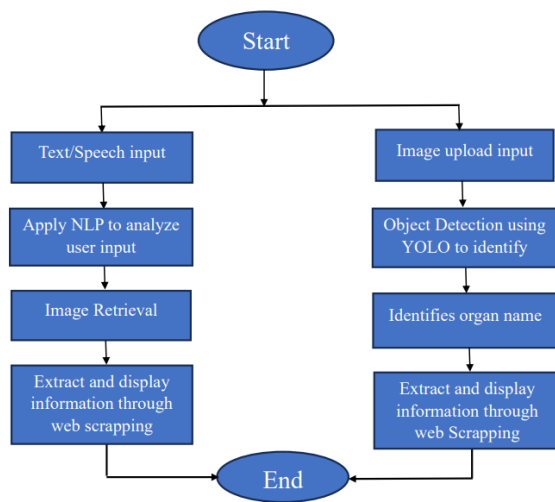 Start
Text/Speech input
Apply NLP to analyze
user input
Image Retrieval
Extract and display
information through
web scrapping
Image upload input
Object Detection using
YOLO to identify
Identifies organ name
Extract and display
information through
web Scrapping
End